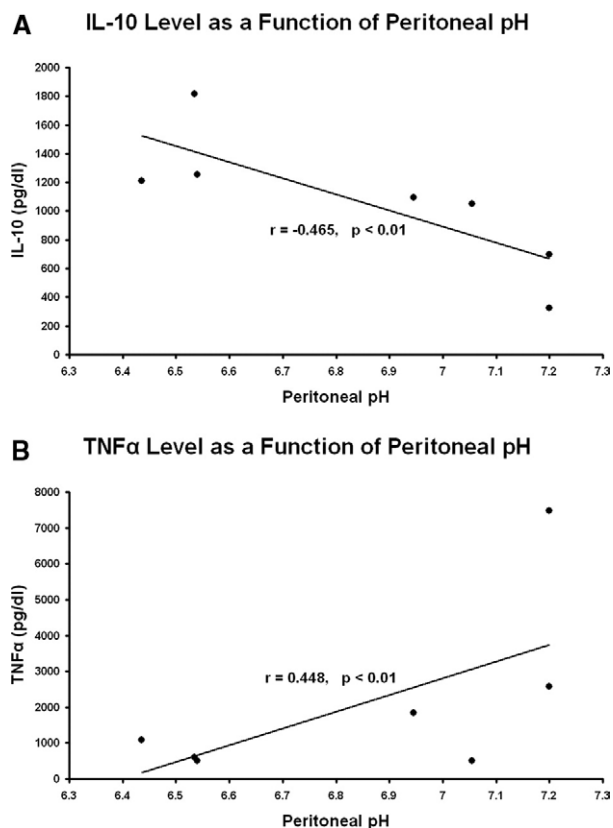 A IL-10 Level as a Function of Peritoneal pH
IL-10 (pg/dl)
2000
1800
1600
1400
1200
1000
800
600
400
200
0
r = -0.465, p < 0.01
6.3 6.4 6.5 6.6 6.7 6.8 6.9 7 7.1 7.2 7.3
Peritoneal pH
B TNFα Level as a Function of Peritoneal pH
TNFα (pg/dl)
8000
7000
6000
5000
4000
3000
2000
1000
0
r = 0.448, p < 0.01
6.3 6.4 6.5 6.6 6.7 6.8 6.9 7 7.1 7.2 7.3
Peritoneal pH